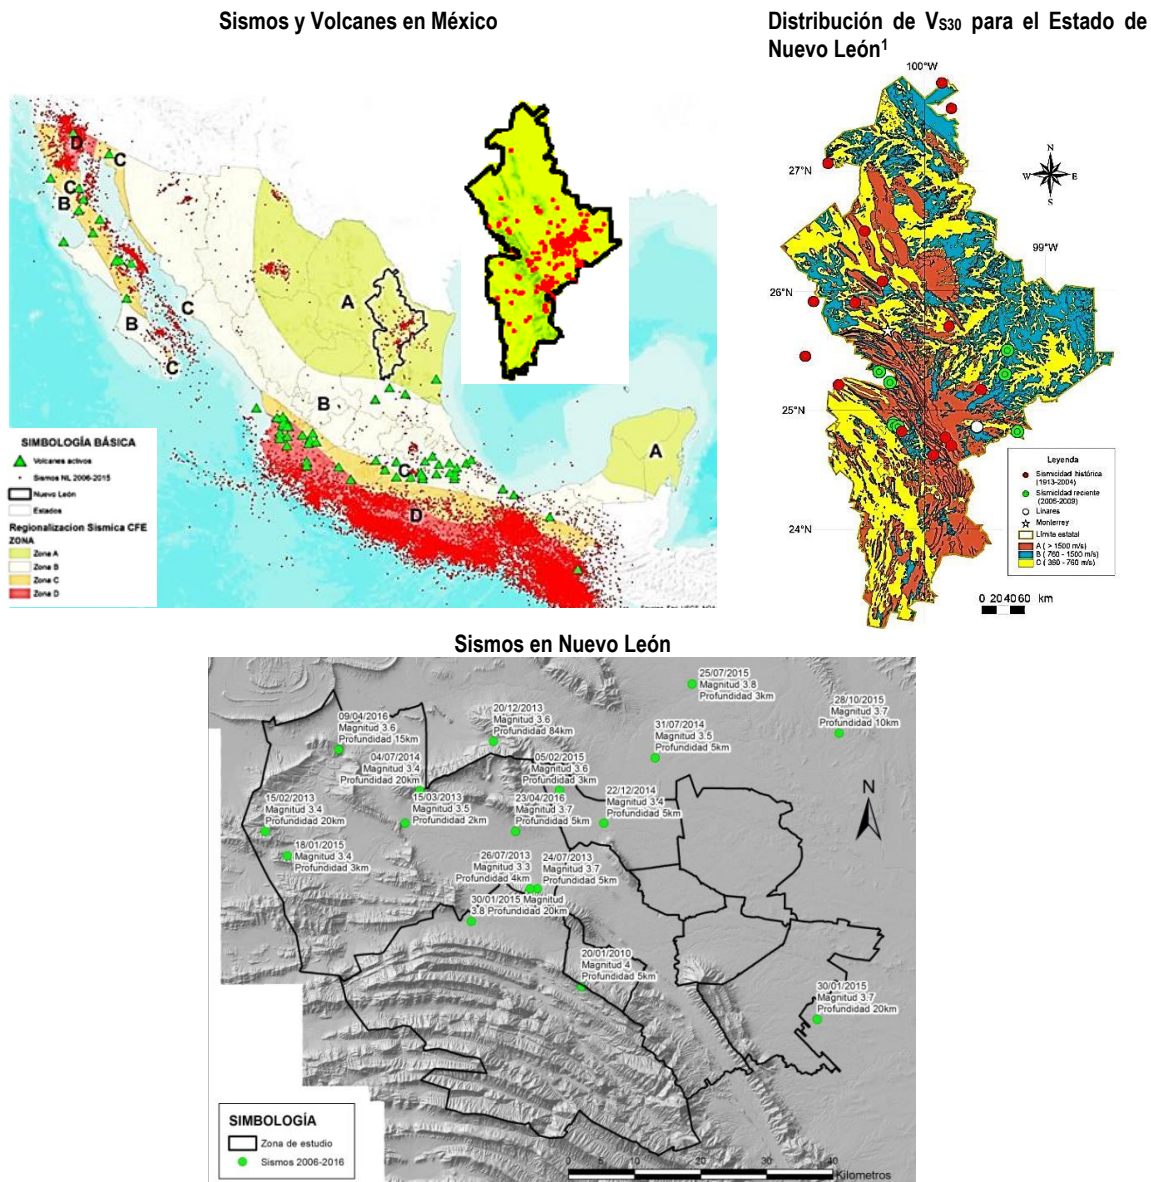 Sismos y Volcanes en México
Distribución de VS30 para el Estado de
Nuevo León1
D
C
C
B
B
C
C
A
B
C
D
A
SIMBOLOGÍA BÁSICA
Volcanes activos
Sismos NL 2006-2015
Nuevo León
Estados
Regionalizacion Sismica CFE
ZONA
Zona A
Zona B
Zona C
Zona D
100°W
27°N
N
W E
S
99°W
26°N
25°N
24°N
Leyenda
Sismicidad histórica
(1913-2004)
Sismicidad reciente
(2006-2009)
Linares
Monterrey
Límite estatal
A ( > 1500 m/s)
B ( 760 - 1500 m/s)
C ( 360 - 760 m/s)
0 20 40 60 km
Sismos en Nuevo León
25/07/2015
Magnitud 3.8
Profundidad 3km
28/10/2015
Magnitud 3.7
Profundidad 10km
09/04/2016
Magnitud 3.6
Profundidad 15km
20/12/2013
Magnitud 3.6
Profundidad 84km
31/07/2014
Magnitud 3.5
Profundidad 5km
04/07/2014
Magnitud 3.4
Profundidad 20km
05/02/2015
Magnitud 3.6
Profundidad 3km
15/02/2013
Magnitud 3.4
Profundidad 20km
15/03/2013
Magnitud 3.5
Profundidad 2km
23/04/2016
Magnitud 3.7
Profundidad 5km
22/12/2014
Magnitud 3.4
Profundidad 5km
N
18/01/2015
Magnitud 3.4
Profundidad 3km
26/07/2013
Magnitud 3.3
Profundidad 4km
24/07/2013
Magnitud 3.7
Profundidad 5km
30/01/2015 Magnitud
3.8 Profundidad 20km
20/01/2010
Magnitud 4
Profundidad 5km
30/01/2015
Magnitud 3.7
Profundidad 20km
SIMBOLOGÍA
Zona de estudio
Sismos 2006-2016
0 10 20 30 40
Kilometros